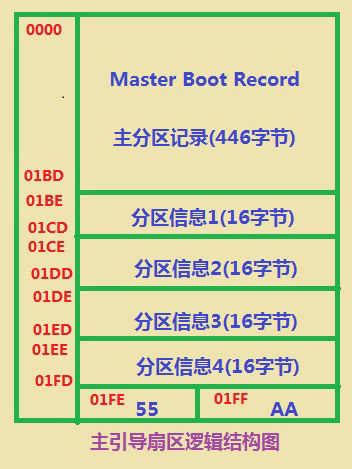 0000
Master Boot Record
主分区记录(446字节)
01BD
01BE
分区信息1(16字节)
01CD
01CE
分区信息2(16字节)
01DD
01DE
分区信息3(16字节)
01ED
01EE
分区信息4(16字节)
01FD
01FE 55 01FF AA
主引导扇区逻辑结构图